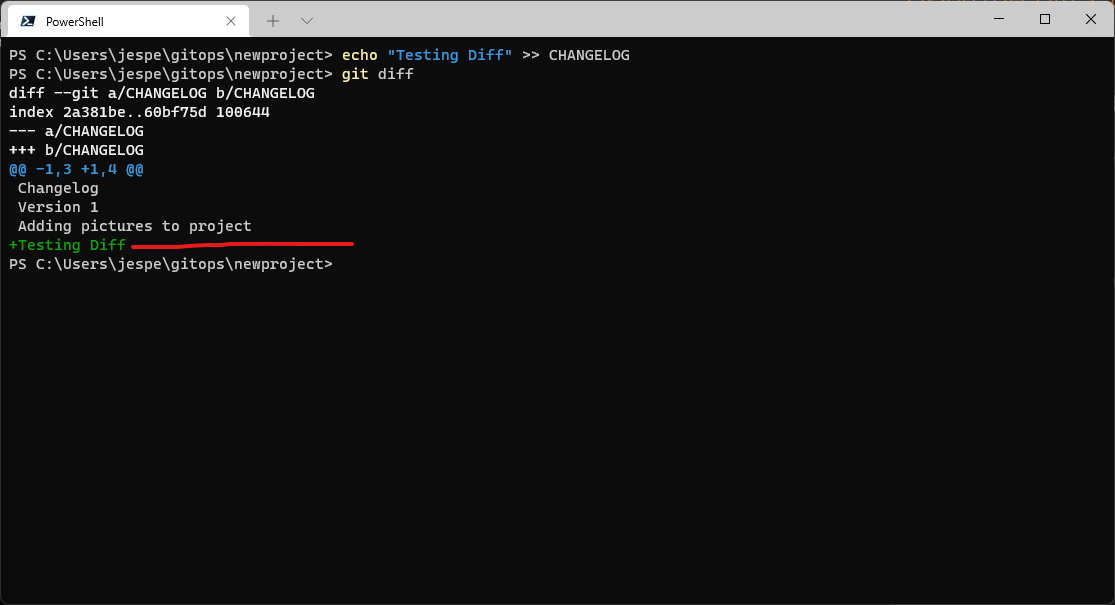 PowerShell
PS C:\Users\jespe\gitops\newproject> echo "Testing Diff" >> CHANGELOG
PS C:\Users\jespe\gitops\newproject> git diff
diff --git a/CHANGELOG b/CHANGELOG
index 2a381be..60bf75d 100644
--- a/CHANGELOG
+++ b/CHANGELOG
@@ -1,3 +1,4 @@
 Changelog
 Version 1
 Adding pictures to project
+Testing Diff
PS C:\Users\jespe\gitops\newproject>